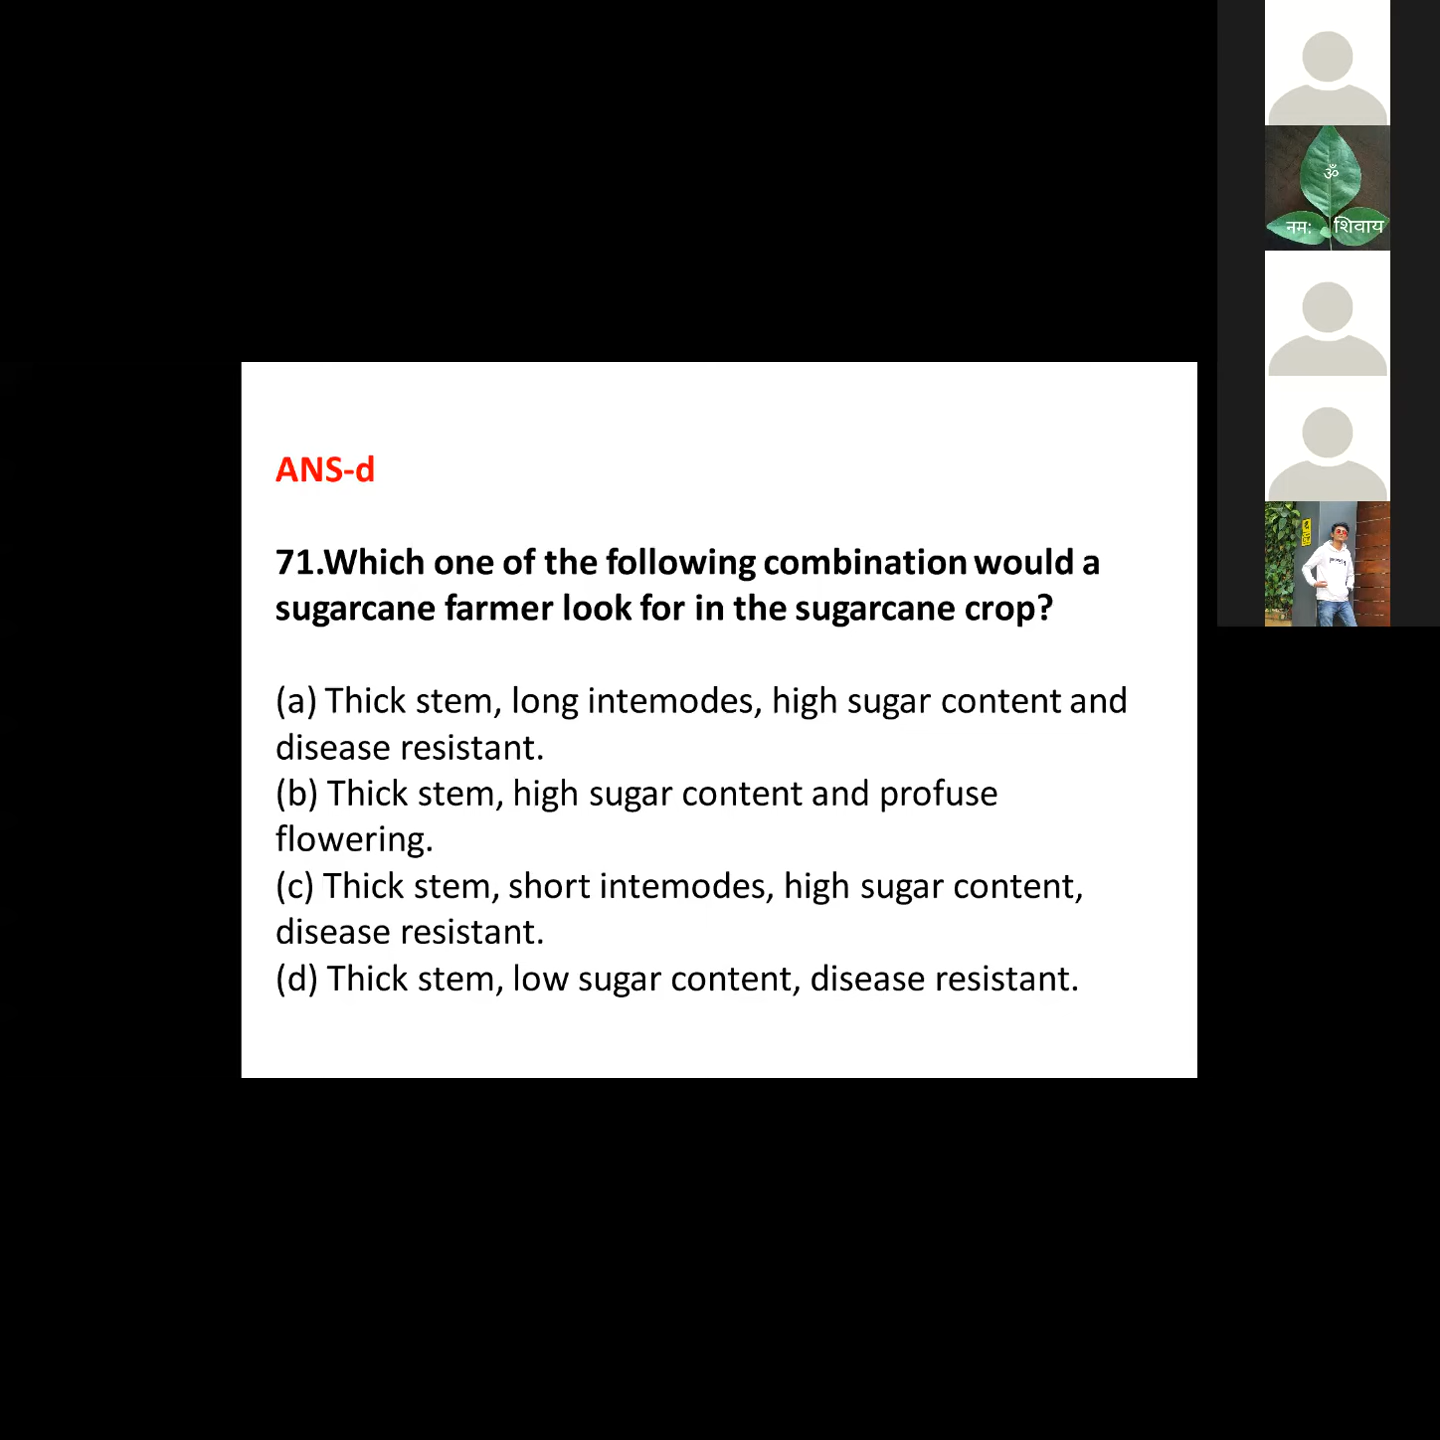 ANS-d
71.Which one of the following combination would a
sugarcane farmer look for in the sugarcane crop?
(a) Thick stem, long intemodes, high sugar content and
disease resistant.
(b) Thick stem, high sugar content and profuse
flowering.
(c) Thick stem, short intemodes, high sugar content,
disease resistant.
(d) Thick stem, low sugar content, disease resistant.
ॐ
नम: शिवाय